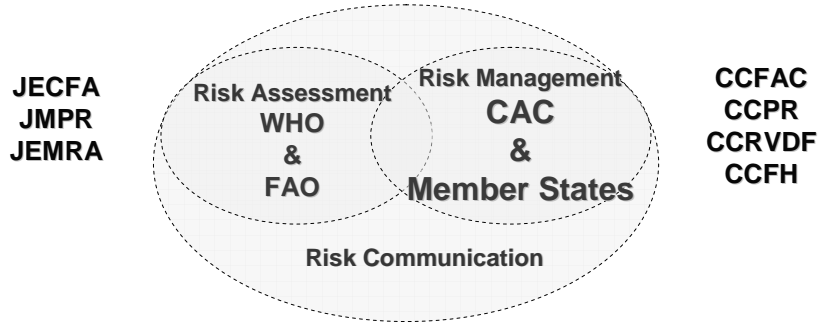 JECFA
JMPR
JEMRA
Risk Assessment
WHO
&
FAO
Risk Management
CAC
&
Member States
CCFAC
CCPR
CCRVDF
CCFH
Risk Communication